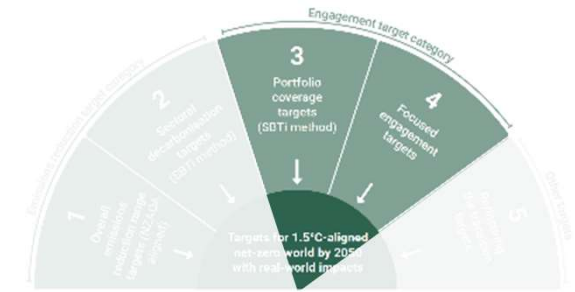 Engagement target category
3
Portfolio
coverage
targets
(SBTi method)
4
Focused
engagement
targets
2
Sectoral
decarbonisation
targets
(SBTi method)
1
Overall
emissions
reduction
5
Other targets
Targets for 1.5°C-aligned
net-zero world by 2050
with real-world impacts